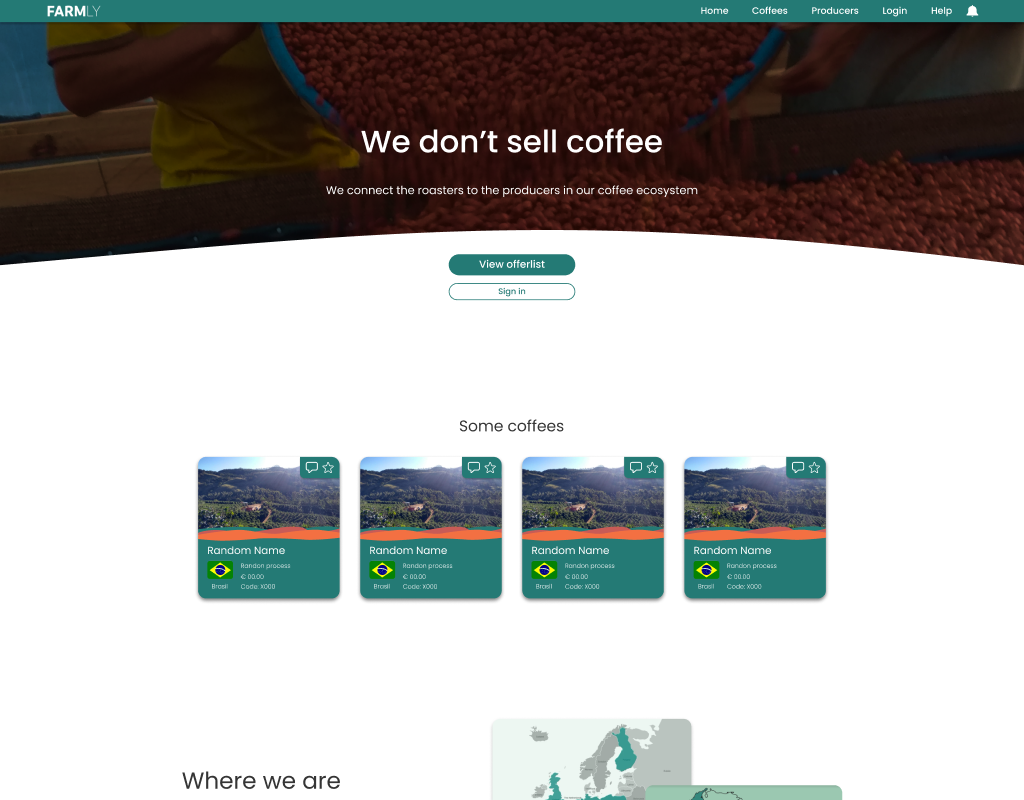 FARMLY
Home Coffees Producers Login Help
We don’t sell coffee
We connect the roasters to the producers in our coffee ecosystem
View offerlist
Sign in
Some coffees
Random Name
Randon process
€ 00.00
Brasil Code: X000
Random Name
Randon process
€ 00.00
Brasil Code: X000
Random Name
Randon process
€ 00.00
Brasil Code: X000
Random Name
Randon process
€ 00.00
Brasil Code: X000
Where we are